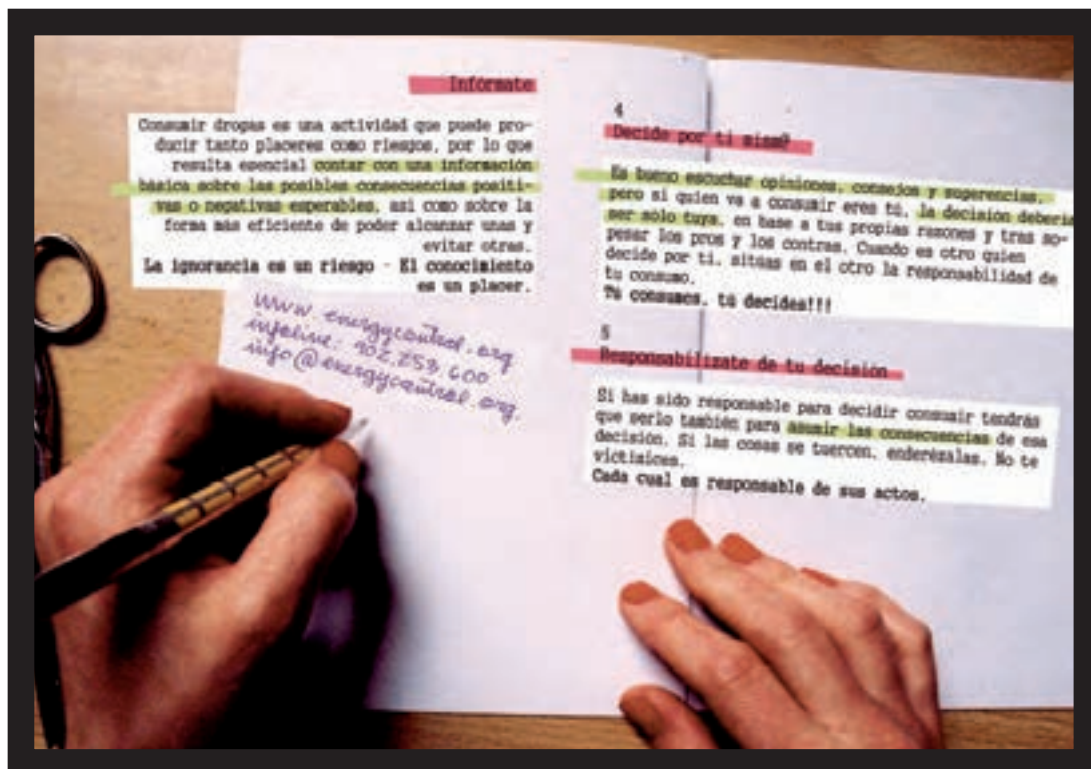 Infórmate
Consumir drogas es una actividad que puede pro-
ducir tanto placeres como riesgos, por lo que
resulta esencial contar con una información
básica sobre las posibles consecuencias positi-
vas o negativas esperables, así como sobre la
forma más eficiente de poder alcanzar unas y
evitar otras.
La ignorancia es un riesgo - El conocimiento
es un placer.
www.energycontrol.org
infoline: 902.253.600
info@energycontrol.org
4
Decide por ti mism@
Es bueno escuchar opiniones, consejos y sugerencias,
pero si quien va a consumir eres tú, la decisión debería
ser sólo tuya, en base a tus propias razones y tras so-
pesar los pros y los contras. Cuando es otro quien
decide por ti, sitúas en el otro la responsabilidad de
tu consumo.
Tú consumes, tú decides!!!
5
Responsabilízate de tu decisión
Si has sido responsable para decidir consumir tendrás
que serlo también para asumir las consecuencias de esa
decisión. Si las cosas se tuercen, enderézalas. No te
victimices.
Cada cual es responsable de sus actos.